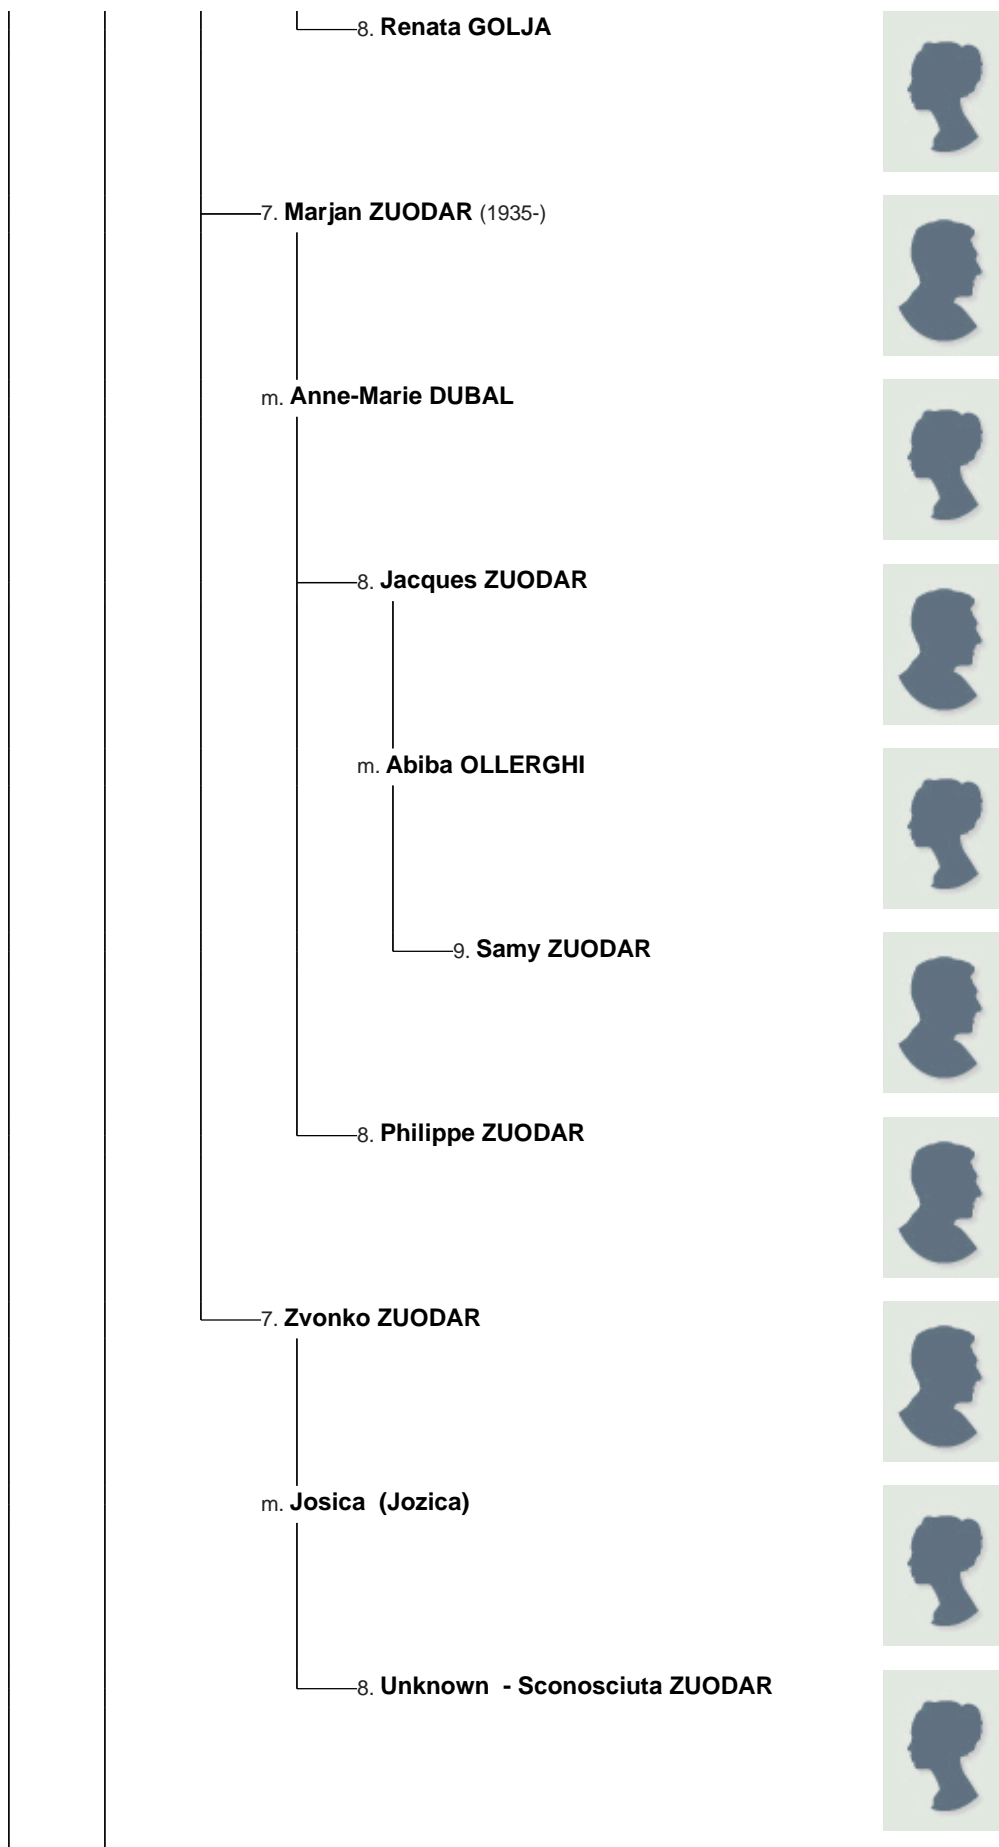 8. Renata GOLJA
7. Marjan ZUODAR (1935-)
m. Anne-Marie DUBAL
8. Jacques ZUODAR
m. Abiba OLLERGHI
9. Samy ZUODAR
8. Philippe ZUODAR
7. Zvonko ZUODAR
m. Josica (Jozica)
8. Unknown - Sconosciuta ZUODAR